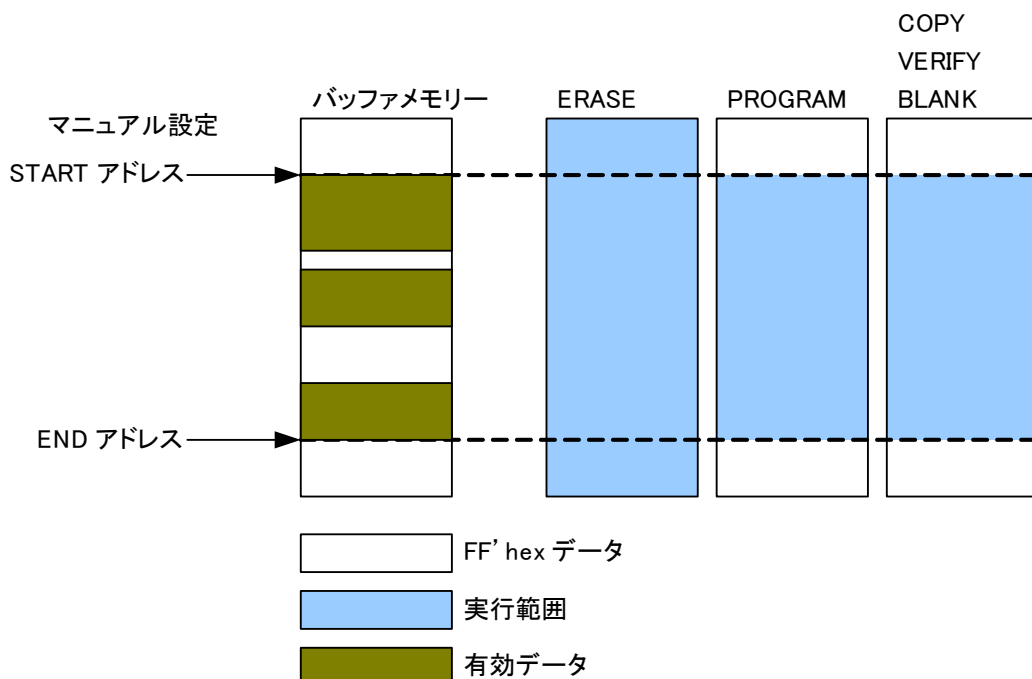 COPY
VERIFY
BLANK
バッファメモリー
ERASE
PROGRAM
マニュアル設定
START アドレス
END アドレス
FF' hex データ
実行範囲
有効データ